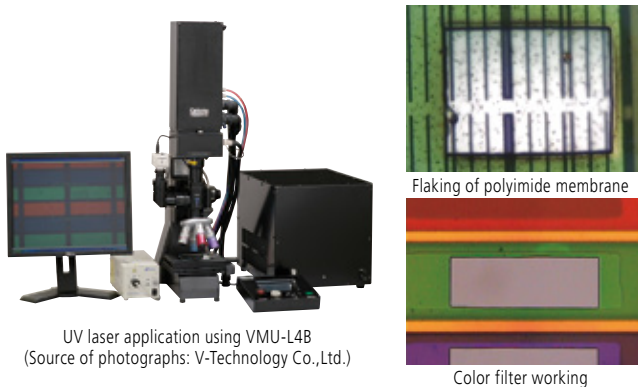 Flaking of polyimide membrane
UV laser application using VMU-L4B
(Source of photographs: V-Technology Co.,Ltd.)
Color filter working